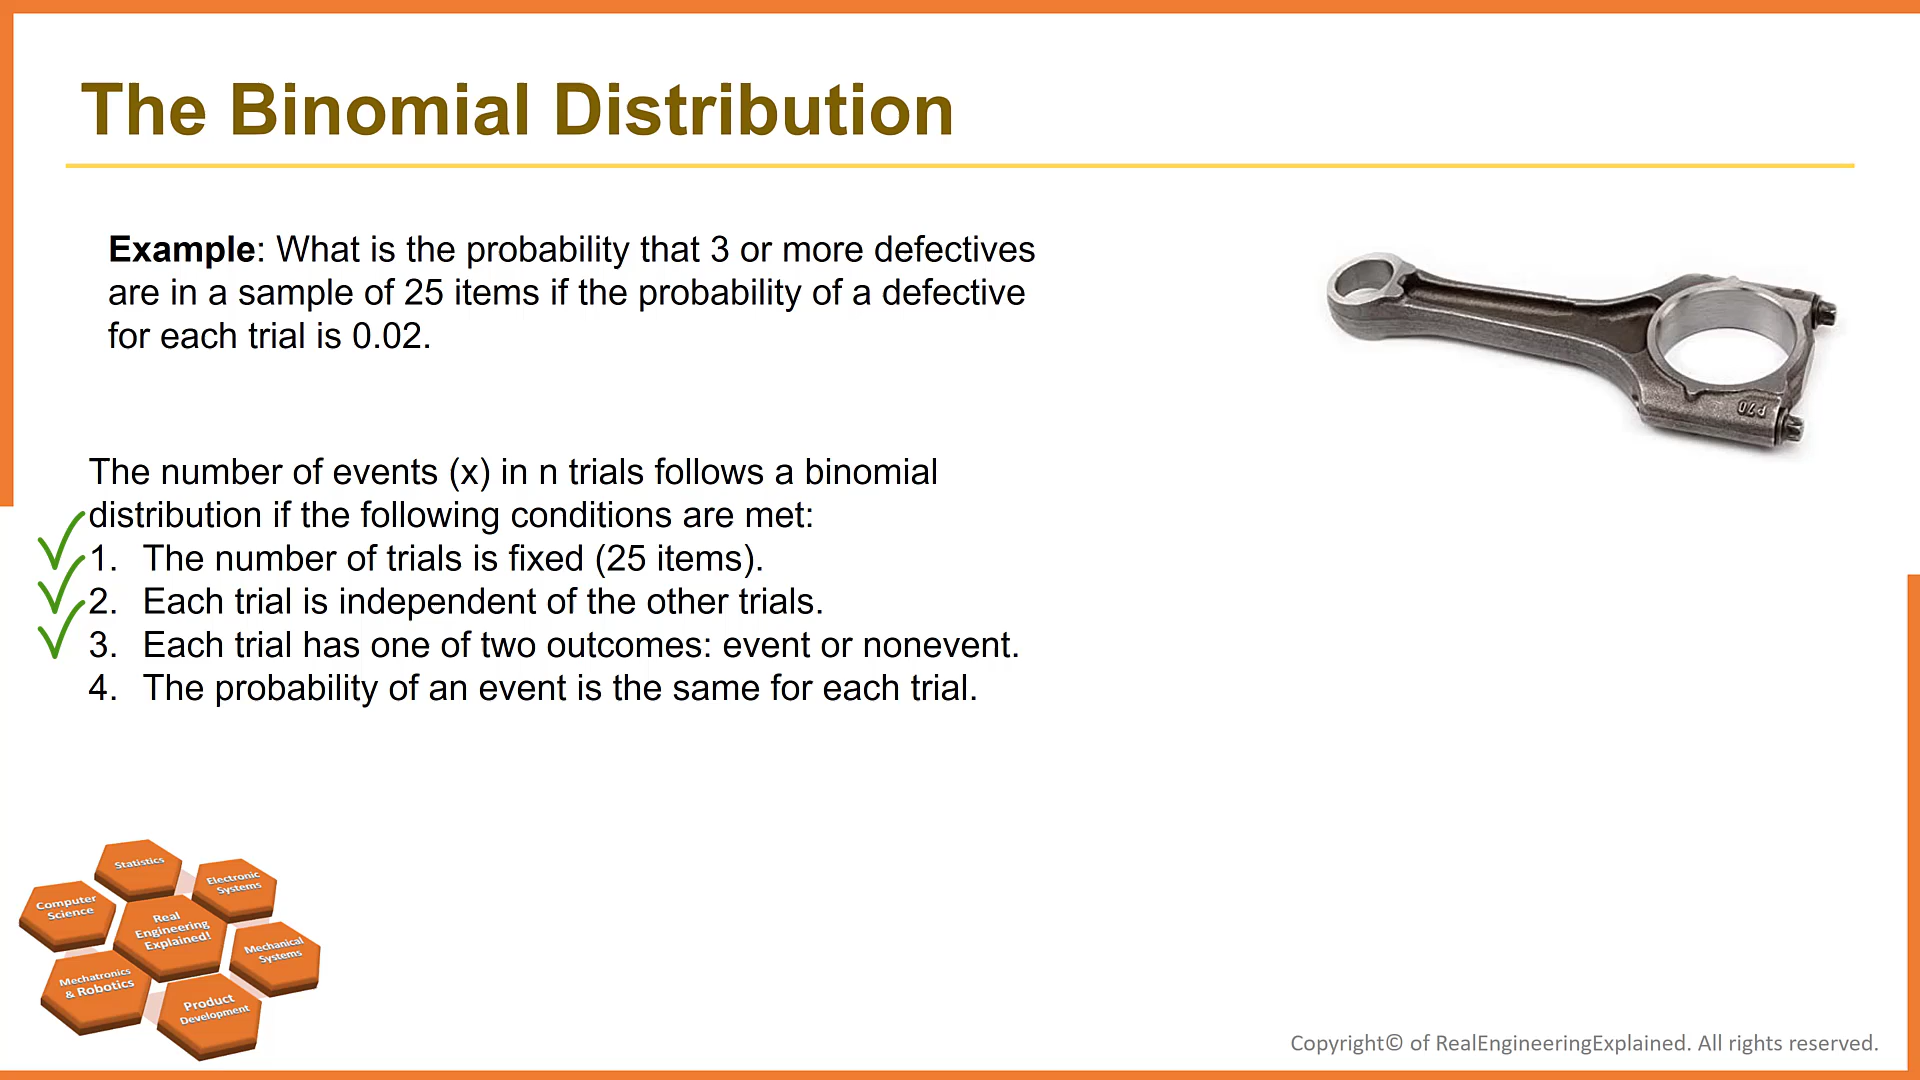 The Binomial Distribution
Example: What is the probability that 3 or more defectives
are in a sample of 25 items if the probability of a defective
for each trial is 0.02.
The number of events (x) in n trials follows a binomial
distribution if the following conditions are met:
1. The number of trials is fixed (25 items).
2. Each trial is independent of the other trials.
3. Each trial has one of two outcomes: event or nonevent.
4. The probability of an event is the same for each trial.
P20
Statistics
Electronic
Systems
Computer
Science
Real
Engineering
Explained!
Mechanical
Systems
Mechatronics
& Robotics
Product
Development
Copyright© of RealEngineeringExplained. All rights reserved.